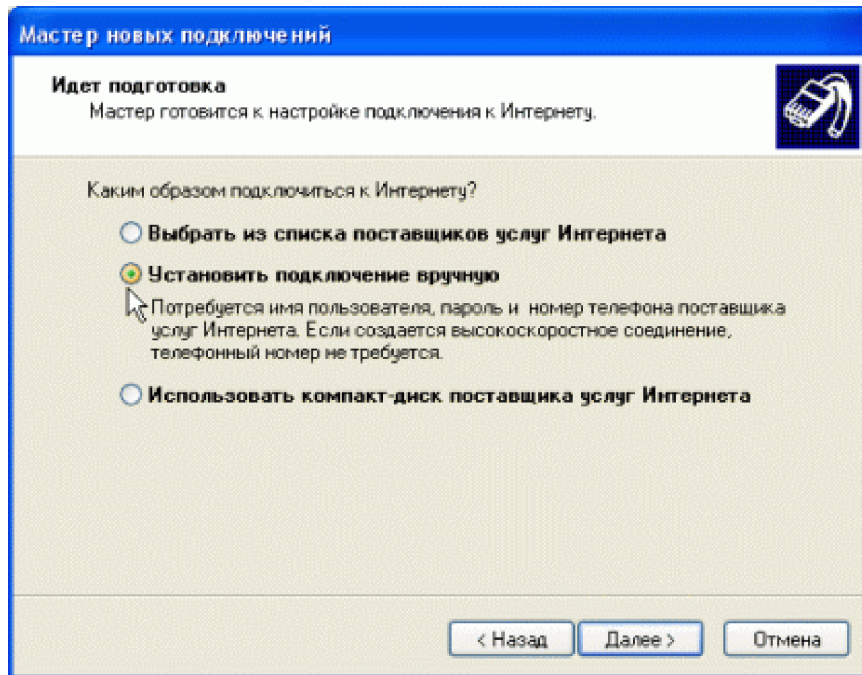 Мастер новых подключений
Идет подготовка
Мастер готовится к настройке подключения к Интернету.
Каким образом подключиться к Интернету?
Выбрать из списка поставщиков услуг Интернета
Установить подключение вручную
Потребуется имя пользователя, пароль и номер телефона поставщика
услуг Интернета. Если создается высокоскоростное соединение,
телефонный номер не требуется.
Использовать компакт-диск поставщика услуг Интернета
< Назад
Далее >
Отмена